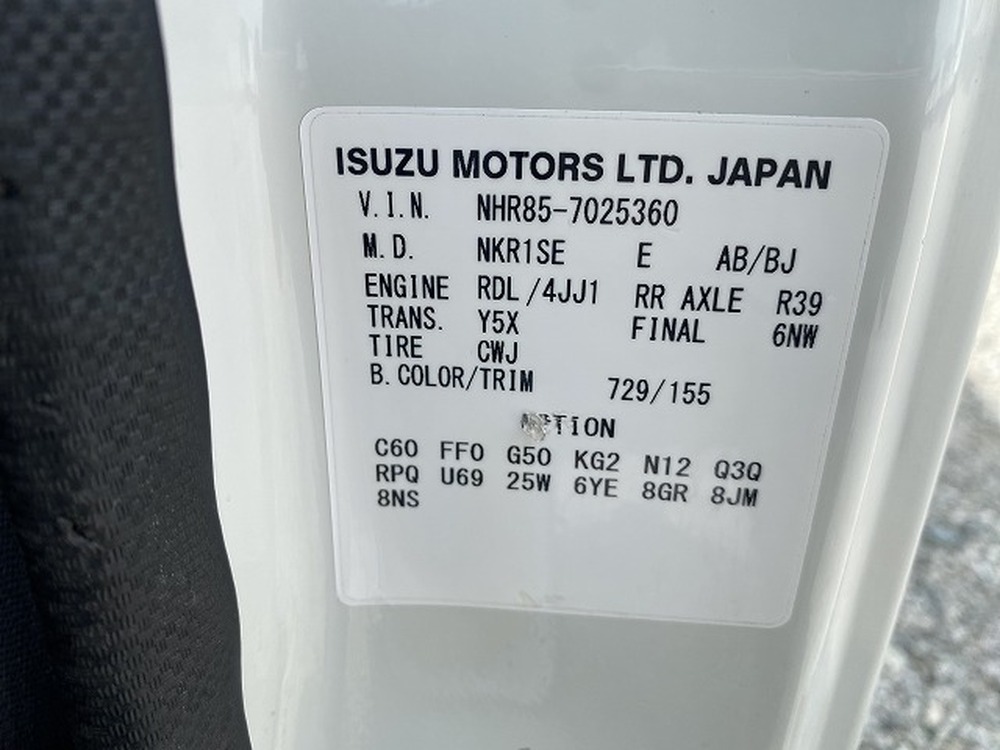 ISUZU MOTORS LTD. JAPAN
V.I.N. NHR85-7025360
M.D. NKR1SE E AB/BJ
ENGINE RDL/4JJ1 RR AXLE R39
TRANS. Y5X FINAL 6NW
TIRE CWJ
B.COLOR/TRIM 729/155
OPTION
C60 FF0 G50 KG2 N12 Q3Q
RPQ U69 25W 6YE 8GR 8JM
8NS